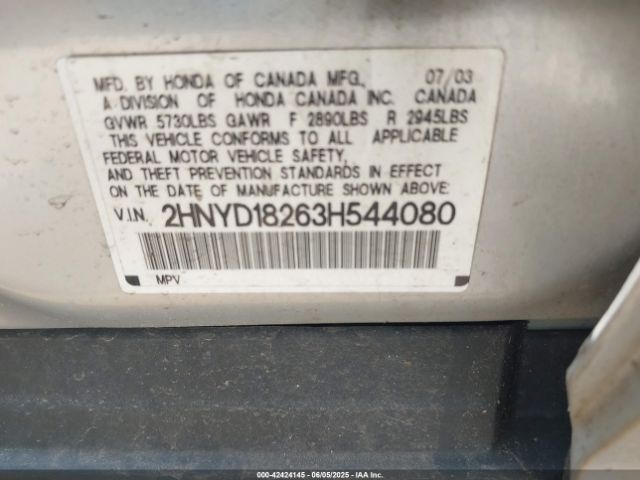 MFD. BY HONDA OF CANADA MFG., 07/03
A DIVISION OF HONDA CANADA INC. CANADA
GVWR 5730LBS GAWR F 2890LBS R 2945LBS
THIS VEHICLE CONFORMS TO ALL APPLICABLE
FEDERAL MOTOR VEHICLE SAFETY,
AND THEFT PREVENTION STANDARDS IN EFFECT
ON THE DATE OF MANUFACTURE SHOWN ABOVE:
V.I.N. 2HNYD18263H544080
MPV
00-42424145 - 06/05/2025 - © IAA Inc.